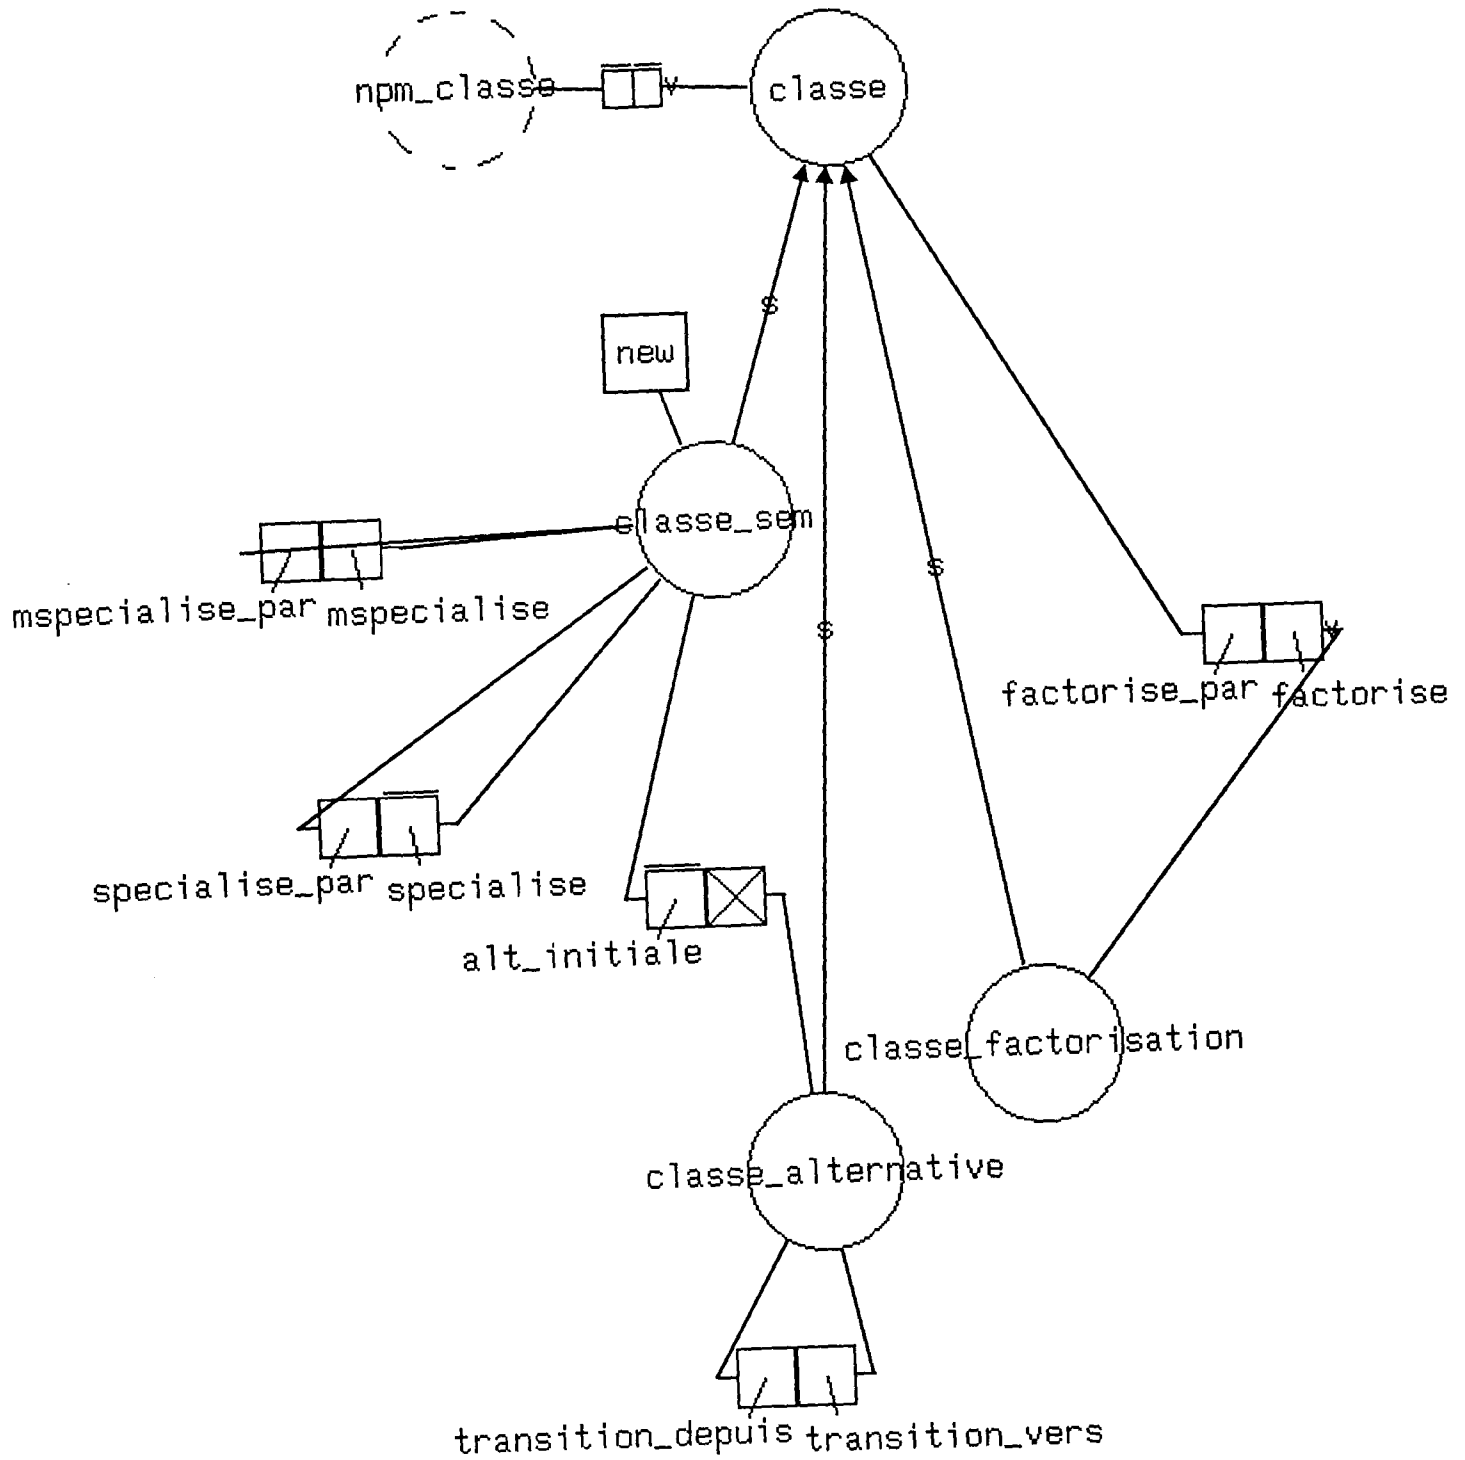 npm_classe
v
classe
s
new
classe_sem
s
s
mspecialise_par
mspecialise
v
factorise_par
factorise
specialise_par
specialise
alt_initiale
classe_factorisation
classe_alternative
transition_depuis
transition_vers